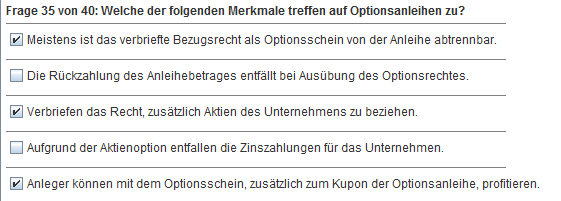 Frage 35 von 40: Welche der folgenden Merkmale treffen auf Optionsanleihen zu?
Meistens ist das verbriefte Bezugsrecht als Optionsschein von der Anleihe abtrennbar.
Die Rückzahlung des Anleihebetrages entfällt bei Ausübung des Optionsrechtes.
Verbriefen das Recht, zusätzlich Aktien des Unternehmens zu beziehen.
Aufgrund der Aktienoption entfallen die Zinszahlungen für das Unternehmen.
Anleger können mit dem Optionsschein, zusätzlich zum Kupon der Optionsanleihe, profitieren.